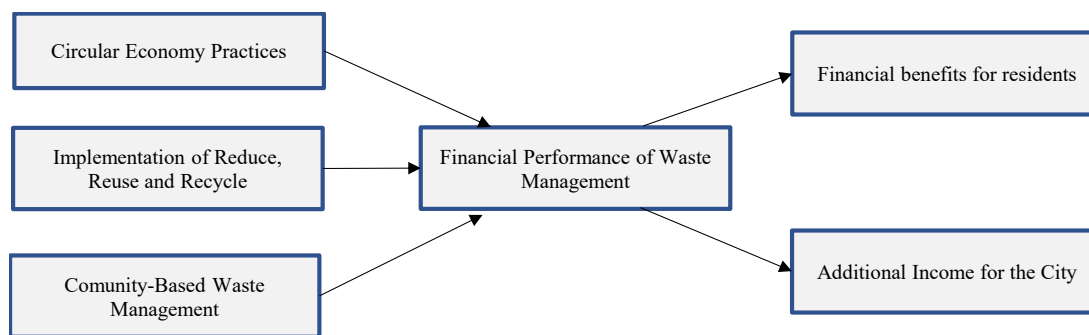 Circular Economy Practices
Implementation of Reduce,
Reuse and Recycle
Comunity-Based Waste
Management
Financial Performance of Waste
Management
Financial benefits for residents
Additional Income for the City